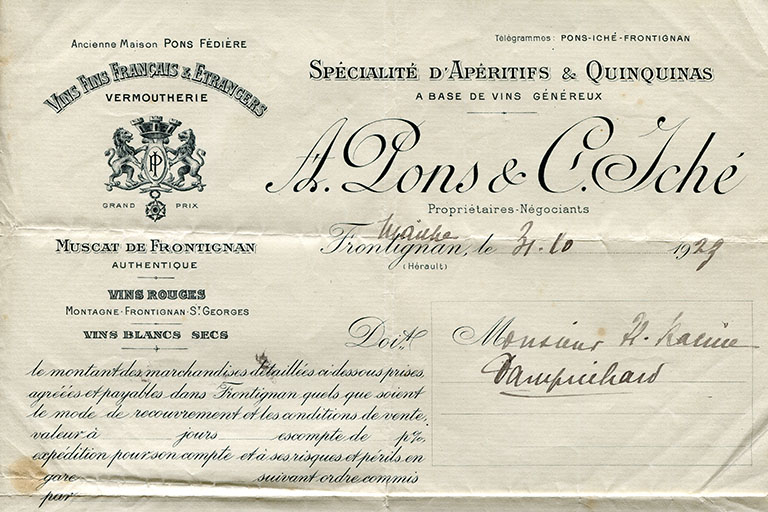 Ancienne Maison PONS FÉDIÈRE
VINS FINS FRANÇAIS & ETRANGERS
VERMOUTHERIE
GRAND PRIX
MUSCAT DE FRONTIGNAN
AUTHENTIQUE
VINS ROUGES
MONTAGNE-FRONTIGNAN-St GEORGES
VINS BLANCS SECS
Télégrammes: PONS-ICHÉ-FRONTIGNAN
SPÉCIALITÉ D'APÉRITIFS & QUINQUINAS
A BASE DE VINS GÉNÉREUX
A. Pons & C. Iché
Propriétaires-Négociants
Frontignan, le 31.10 1929
(Hérault)
Doit
Monsieur H. Racine
Damprichard
le montant des marchandises détaillées ci-dessous prises,
agréées et payables dans Frontignan quels que soient
le mode de recouvrement et les conditions de vente,
valeur à jours escompte de p%,
expédition pour son compte et à ses risques et périls en
gare suivant ordre commis
par